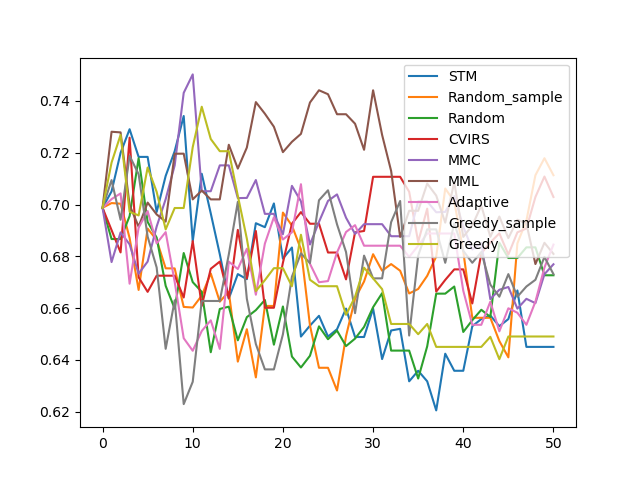 0.74
0.72
0.70
0.68
0.66
0.64
0.62
0
10
20
30
40
50
STM
Random_sample
Random
CVIRS
MMC
MML
Adaptive
Greedy_sample
Greedy